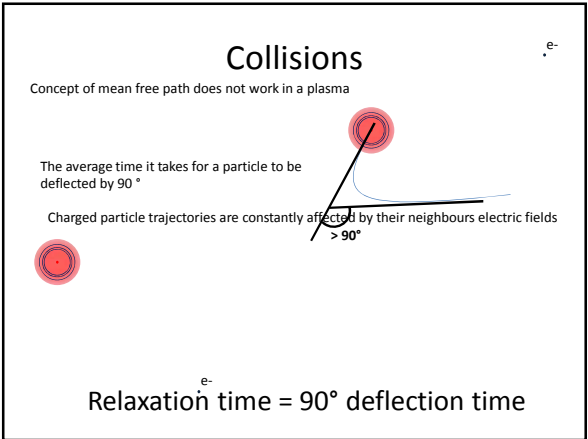 Collisions
e-
Concept of mean free path does not work in a plasma
The average time it takes for a particle to be
deflected by 90 °
Charged particle trajectories are constantly affected by their neighbours electric fields
> 90°
e-
Relaxation time = 90° deflection time